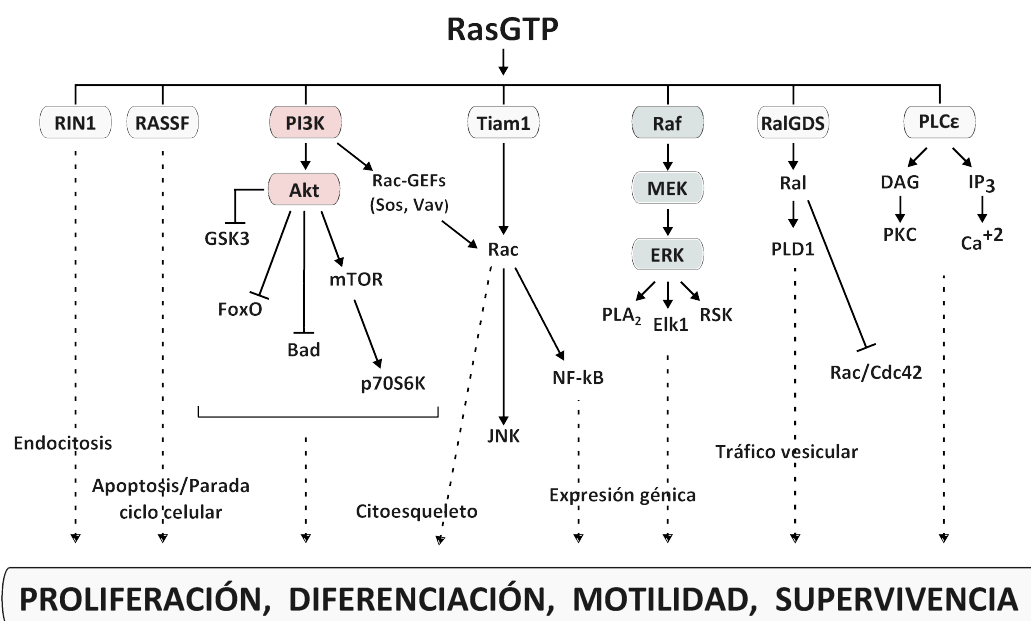 RasGTP
RIN1
RASSF
PI3K
Tiam1
Raf
RalGDS
PLCε
Akt
Rac-GEFs
(Sos, Vav)
MEK
Ral
DAG
IP3
GSK3
Rac
ERK
PLD1
PKC
Ca+2
mTOR
FoxO
PLA2
Elk1
RSK
Bad
p70S6K
NF-kB
Rac/Cdc42
JNK
Endocitosis
Tráfico vesicular
Apoptosis/Parada
ciclo celular
Citoesqueleto
Expresión génica
PROLIFERACIÓN, DIFERENCIACIÓN, MOTILIDAD, SUPERVIVENCIA